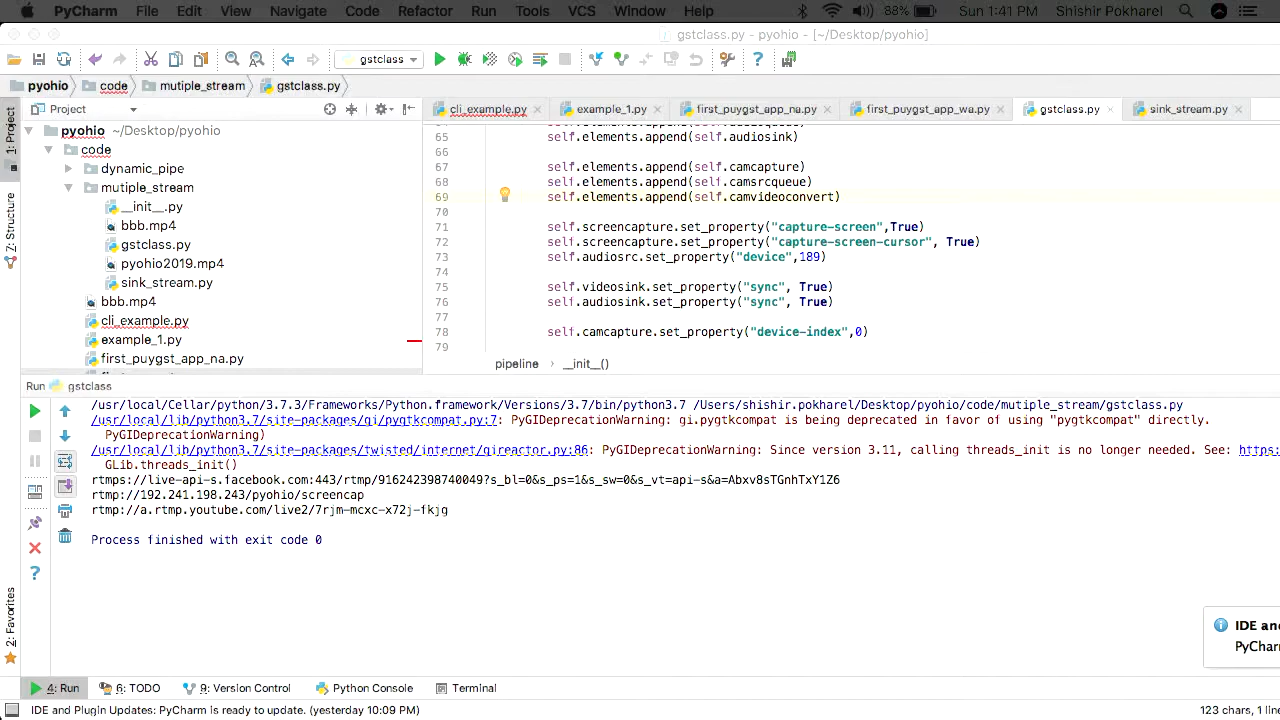 PyCharm File Edit View Navigate Code Refactor Run Tools VCS Window Help 88% Sun 1:41 PM Shishir Pokharel
gstclass.py - pyohio - [~/Desktop/pyohio]
gstclass
pyohio code mutiple_stream gstclass.py
Project
cli_example.py example_1.py first_puygst_app_na.py first_puygst_app_wa.py gstclass.py sink_stream.py
1: Project
Z: Structure
2: Favorites
pyohio ~/Desktop/pyohio
code
dynamic_pipe
mutiple_stream
__init__.py
bbb.mp4
gstclass.py
pyohio2019.mp4
sink_stream.py
bbb.mp4
cli_example.py
example_1.py
first_puygst_app_na.py
65 self.elements.append(self.audiosink)
66
67 self.elements.append(self.camcapture)
68 self.elements.append(self.camsrcqueue)
69 self.elements.append(self.camvideoconvert)
70
71 self.screencapture.set_property("capture-screen",True)
72 self.screencapture.set_property("capture-screen-cursor", True)
73 self.audiosrc.set_property("device",189)
74
75 self.videosink.set_property("sync", True)
76 self.audiosink.set_property("sync", True)
77
78 self.camcapture.set_property("device-index",0)
79
pipeline › __init__()
Run gstclass
/usr/local/Cellar/python/3.7.3/Frameworks/Python.framework/Versions/3.7/bin/python3.7 /Users/shishir.pokharel/Desktop/pyohio/code/mutiple_stream/gstclass.py
/usr/local/lib/python3.7/site-packages/gi/pygtkcompat.py:7: PyGIDeprecationWarning: gi.pygtkcompat is being deprecated in favor of using "pygtkcompat" directly.
PyGIDeprecationWarning)
/usr/local/lib/python3.7/site-packages/twisted/internet/gireactor.py:86: PyGIDeprecationWarning: Since version 3.11, calling threads_init is no longer needed. See: https:
GLib.threads_init()
rtmps://live-api-s.facebook.com:443/rtmp/916242398740049?s_bl=0&s_ps=1&s_sw=0&s_vt=api-s&a=Abxv8sTGnhTxY1Z6
rtmp://192.241.198.243/pyohio/screencap
rtmp://a.rtmp.youtube.com/live2/7rjm-mcxc-x72j-fkjg
Process finished with exit code 0
IDE and
PyCharm
4: Run 6: TODO 9: Version Control Python Console Terminal
IDE and Plugin Updates: PyCharm is ready to update. (yesterday 10:09 PM) 123 chars, 1 line